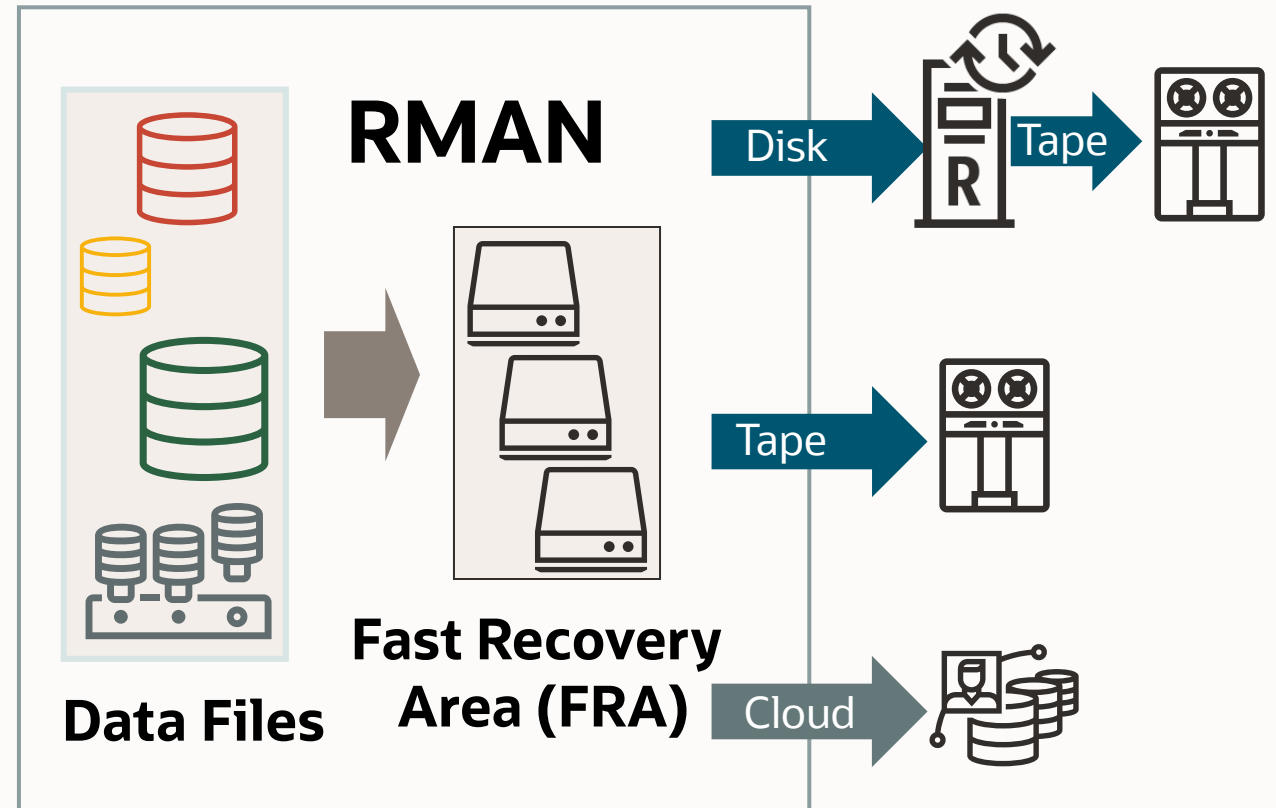 RMAN
Disk
R
Tape
Tape
Fast Recovery
Area (FRA)
Data Files
Cloud